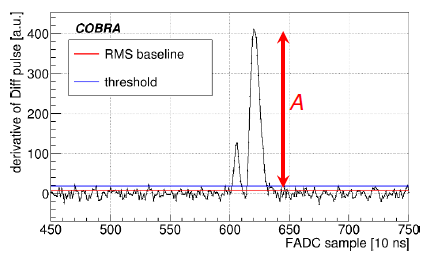 derivative of Diff pulse [a.u.]
400
300
200
100
0
COBRA
RMS baseline
threshold
A
450 500 550 600 650 700 750
FADC sample [10 ns]